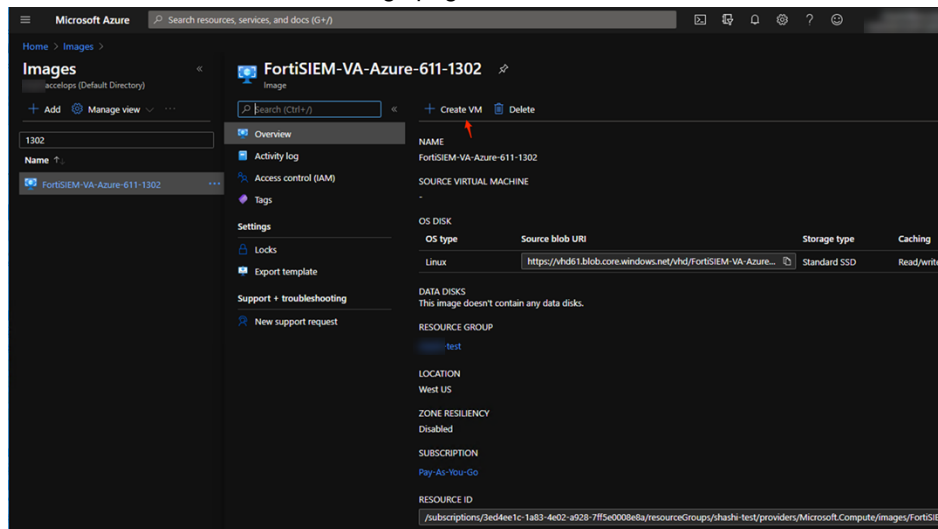 Microsoft Azure
Search resources, services, and docs (G+/)
Home > Images >
Images
accelops (Default Directory)
+ Add Manage view
1302
Name ↑
FortiSIEM-VA-Azure-611-1302
FortiSIEM-VA-Azure-611-1302
Image
Search (Ctrl+/)
Overview
Activity log
Access control (IAM)
Tags
Settings
Locks
Export template
Support + troubleshooting
New support request
+ Create VM Delete
NAME
FortiSIEM-VA-Azure-611-1302
SOURCE VIRTUAL MACHINE
-
OS DISK
OS type Source blob URI Storage type Caching
Linux https://vhd61.blob.core.windows.net/vhd/FortiSIEM-VA-Azure... Standard SSD Read/write
DATA DISKS
This image doesn't contain any data disks.
RESOURCE GROUP
-test
LOCATION
West US
ZONE RESILIENCY
Disabled
SUBSCRIPTION
Pay-As-You-Go
RESOURCE ID
/subscriptions/3ed4ee1c-1a83-4e02-a928-7ff5e0008e8a/resourceGroups/shashi-test/providers/Microsoft.Compute/images/FortiSIE